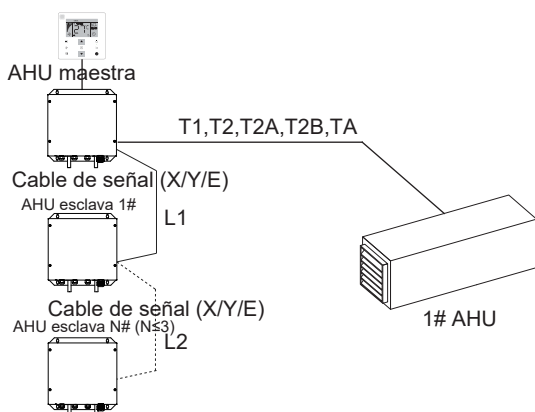 AHU maestra
T1,T2,T2A,T2B,TA
Cable de señal (X/Y/E)
AHU esclava 1#
L1
Cable de señal (X/Y/E)
AHU esclava N# (N≤3)
L2
1# AHU